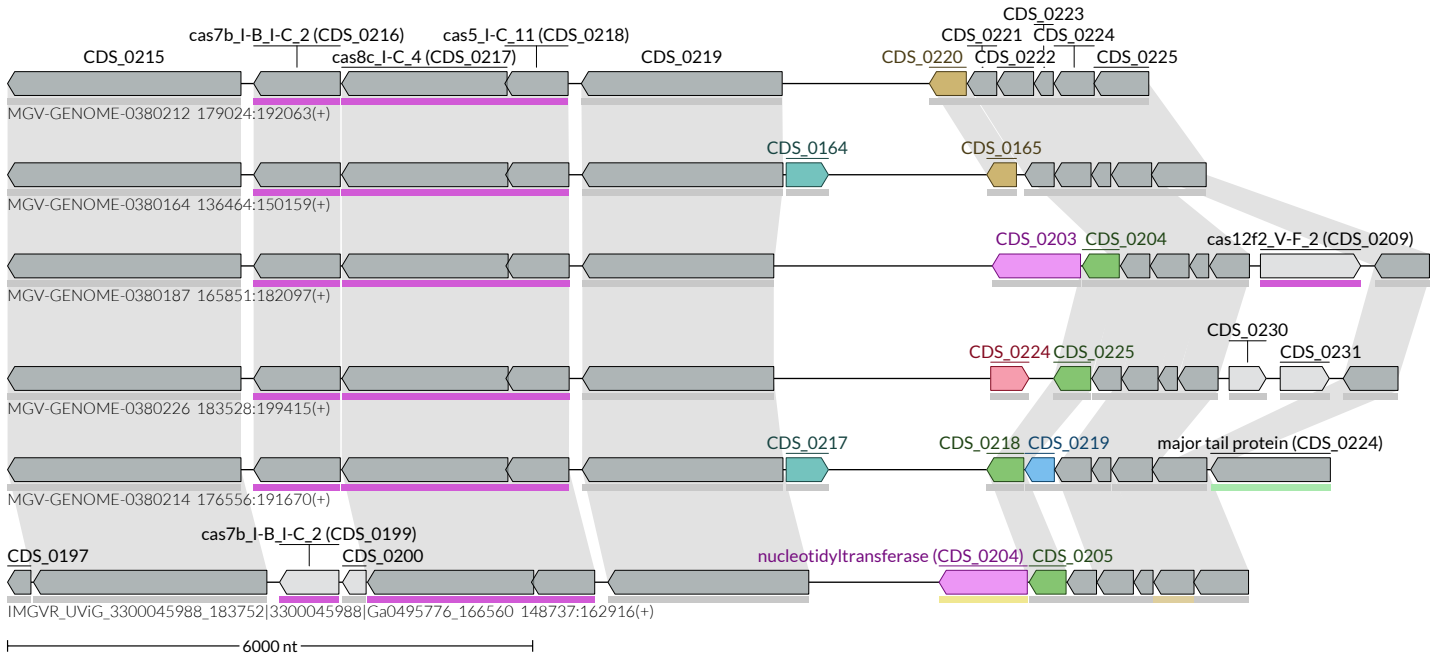 CDS_0223
cas7b_I-B_I-C_2 (CDS_0216) cas5_I-C_11 (CDS_0218) CDS_0221 CDS_0224
CDS_0215 cas8c_I-C_4 (CDS_0217) CDS_0219 CDS_0220 CDS_0222 CDS_0225
MGV-GENOME-0380212 179024:192063(+)
CDS_0164 CDS_0165
MGV-GENOME-0380164 136464:150159(+)
CDS_0203 CDS_0204 cas12f2_V-F_2 (CDS_0209)
MGV-GENOME-0380187 165851:182097(+)
CDS_0230
CDS_0224 CDS_0225 CDS_0231
MGV-GENOME-0380226 183528:199415(+)
CDS_0217 CDS_0218 CDS_0219 major tail protein (CDS_0224)
MGV-GENOME-0380214 176556:191670(+)
cas7b_I-B_I-C_2 (CDS_0199)
CDS_0197 CDS_0200 nucleotidyltransferase (CDS_0204) CDS_0205
IMGVR_UViG_3300045988_183752|3300045988|Ga0495776_166560 148737:162916(+)
6000 nt